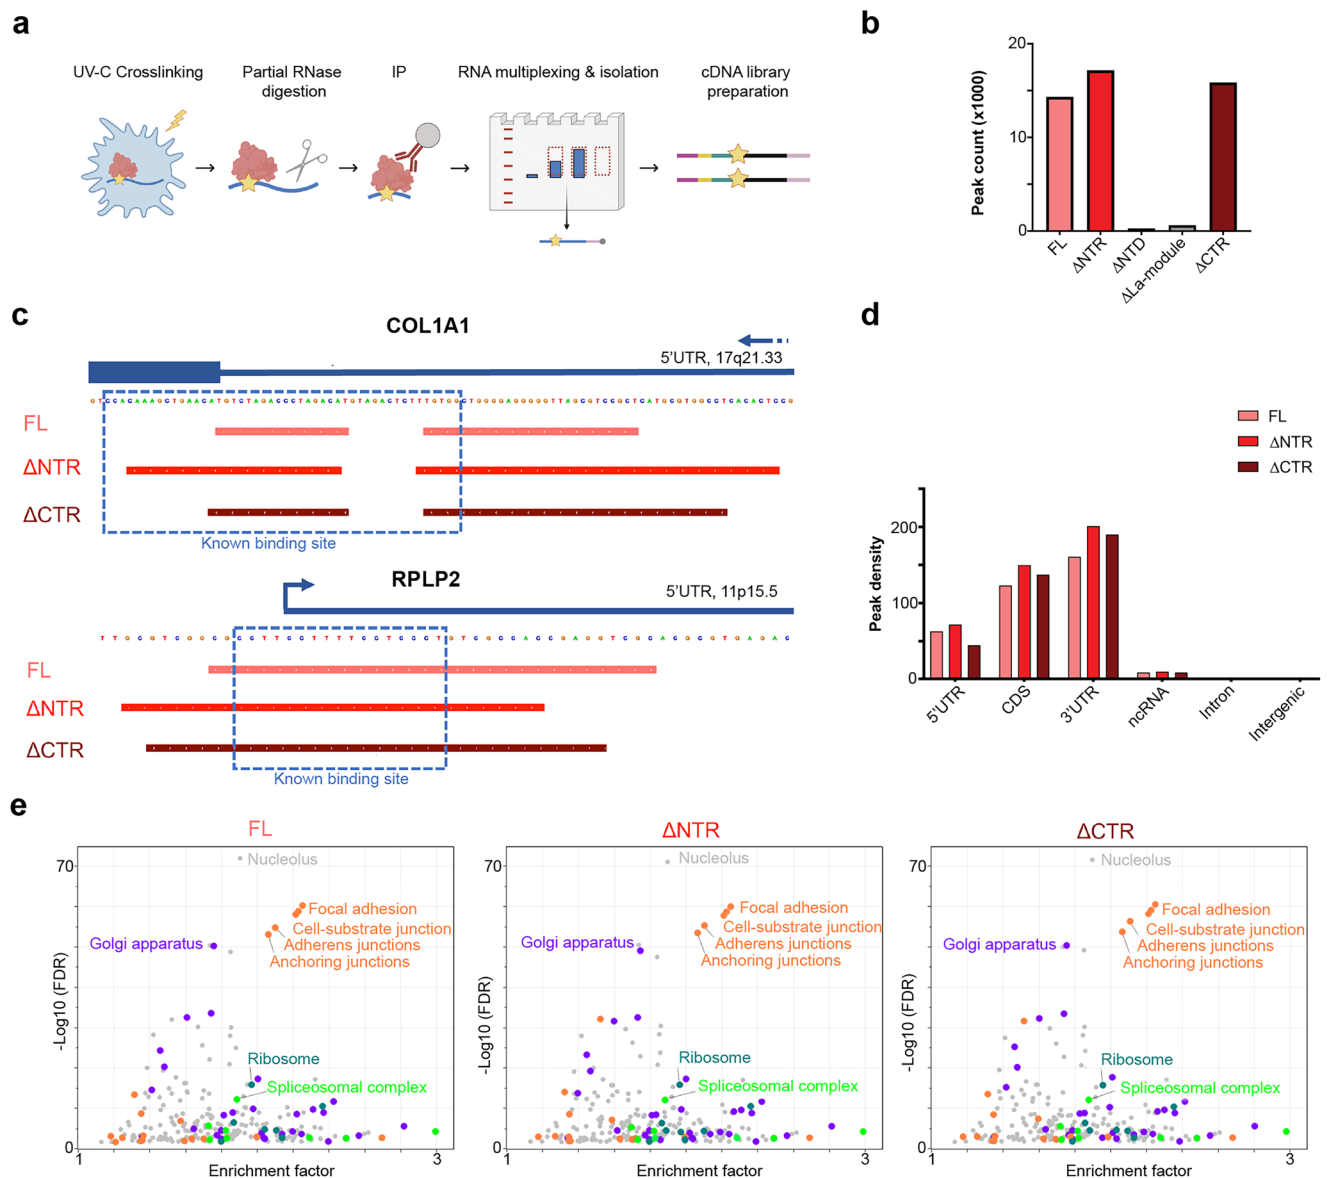 a
UV-C Crosslinking
Partial RNase
digestion
IP
RNA multiplexing & isolation
cDNA library
preparation
b
Peak count (x1000)
20
10
0
FL
ΔNTR
ΔNTD
ΔLa-module
ΔCTR
c
COL1A1
5'UTR, 17q21.33
FL
ΔNTR
ΔCTR
Known binding site
RPLP2
5'UTR, 11p15.5
FL
ΔNTR
ΔCTR
Known binding site
d
FL
ΔNTR
ΔCTR
Peak density
200
100
0
5'UTR
CDS
3'UTR
ncRNA
Intron
Intergenic
e
FL
70
-Log10 (FDR)
0
1
3
Enrichment factor
Nucleolus
Focal adhesion
Cell-substrate junction
Adherens junctions
Anchoring junctions
Golgi apparatus
Ribosome
Spliceosomal complex
ΔNTR
70
-Log10 (FDR)
0
1
3
Enrichment factor
Nucleolus
Focal adhesion
Cell-substrate junction
Adherens junctions
Anchoring junctions
Golgi apparatus
Ribosome
Spliceosomal complex
ΔCTR
70
-Log10 (FDR)
0
1
3
Enrichment factor
Nucleolus
Focal adhesion
Cell-substrate junction
Adherens junctions
Anchoring junctions
Golgi apparatus
Ribosome
Spliceosomal complex